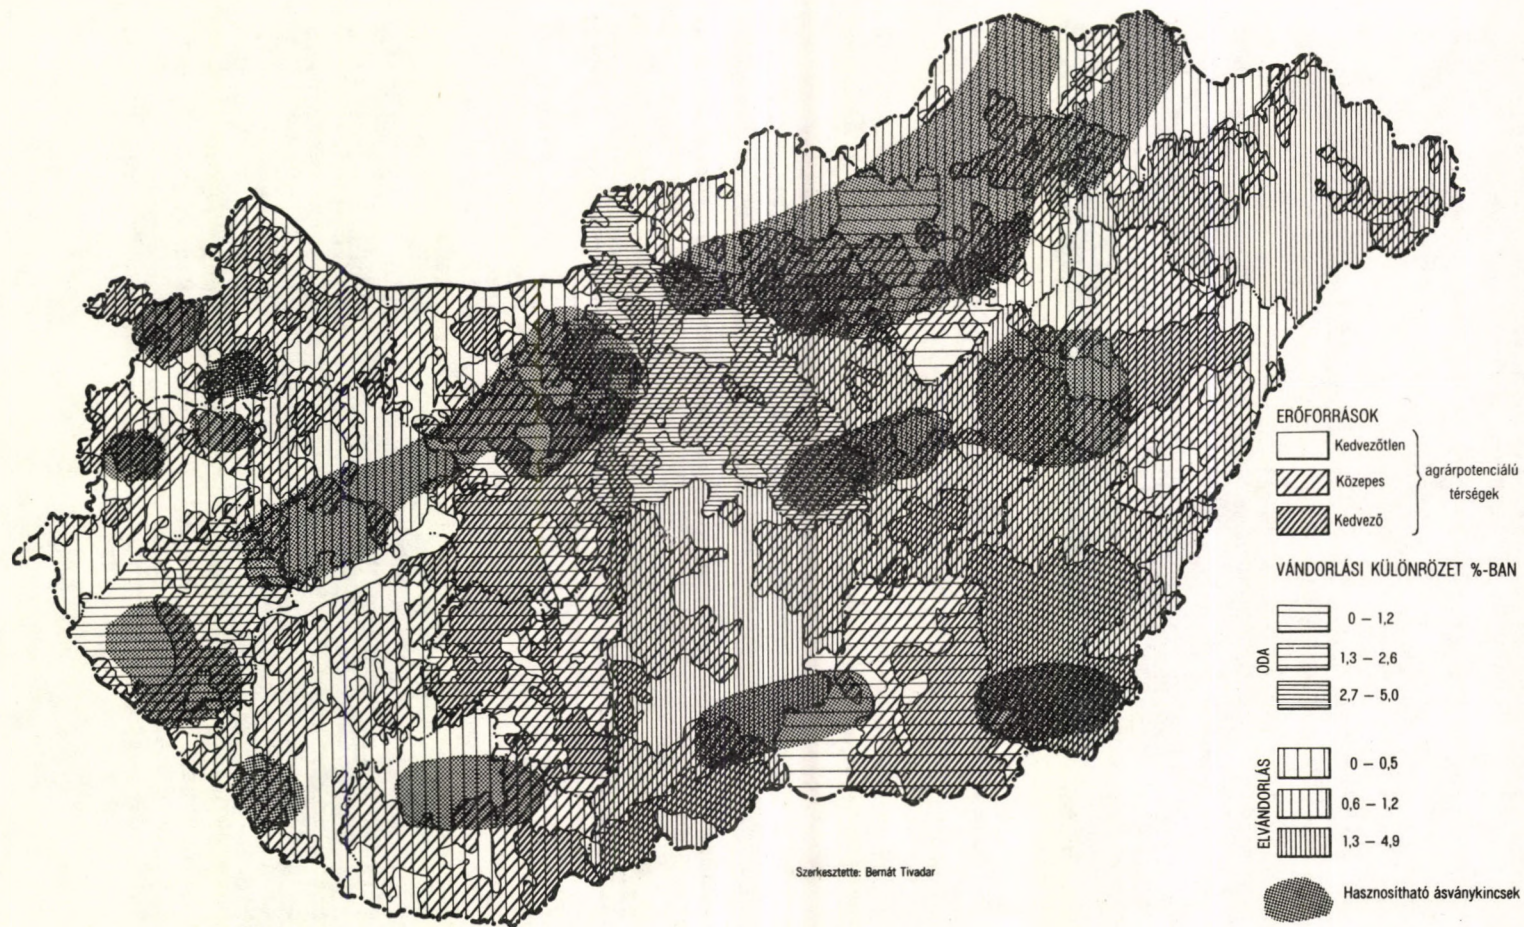 ERŐFORRÁSOK
Kedvezőtlen
Közepes
Kedvező
agrárpotenciálú
térségek
VÁNDORLÁSI KÜLÖNRÖZET %-BAN
ODA
0 – 1,2
1,3 – 2,6
2,7 – 5,0
ELVÁNDORLÁS
0 – 0,5
0,6 – 1,2
1,3 – 4,9
Hasznosítható ásványkincsek
Szerkesztette: Bernát Tivadar